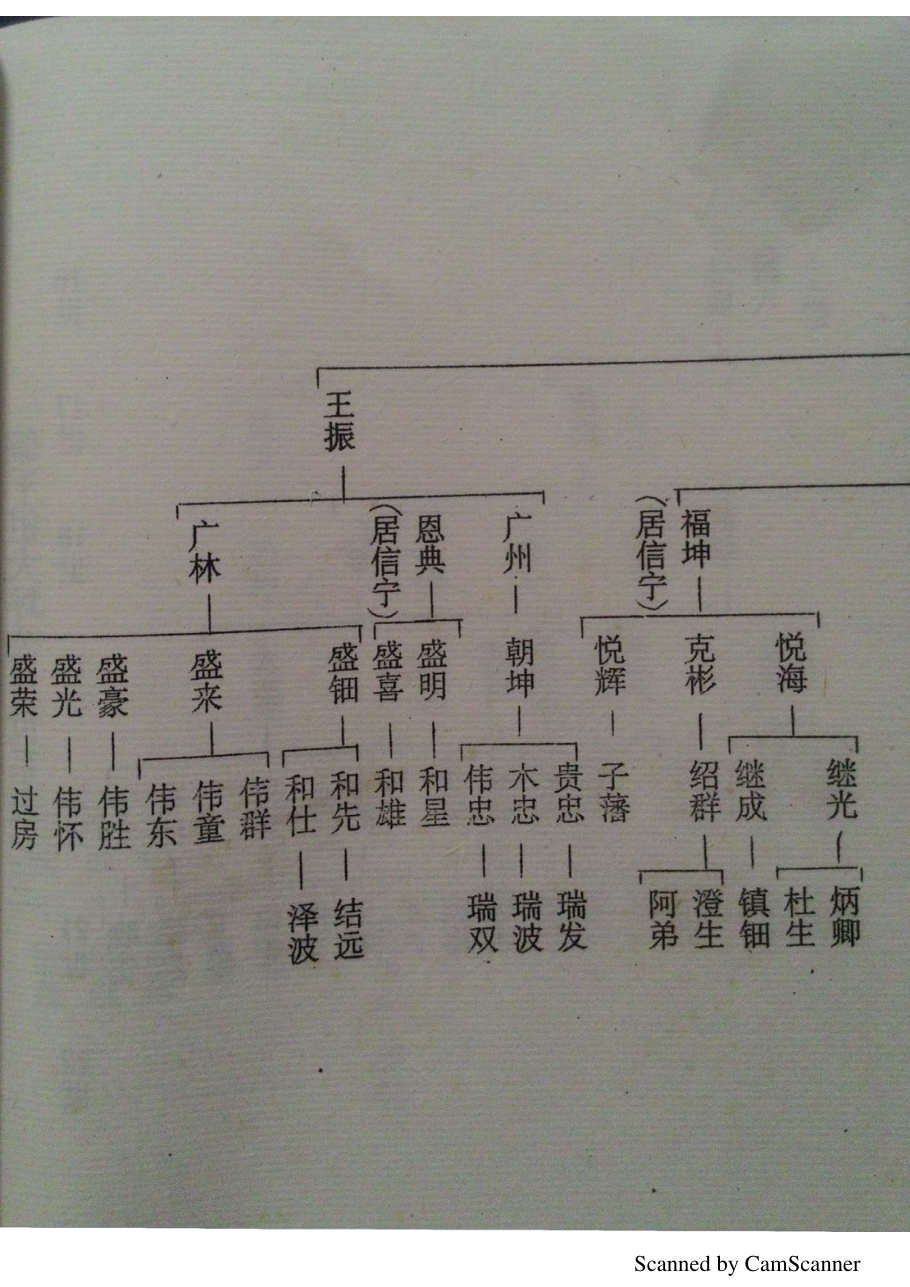 王振
福坤
（居信宁）
广州
恩典
（居信宁）
广林
悦海
克彬
悦辉
朝坤
盛明
盛喜
盛钿
盛来
盛豪
盛光
盛荣
继光
继成
绍群
子藩
贵忠
木忠
伟忠
和星
和雄
和先
和仕
伟群
伟童
伟东
伟胜
伟怀
过房
炳卿
杜生
镇钿
澄生
阿弟
瑞发
瑞波
瑞双
结远
泽波
Scanned by CamScanner